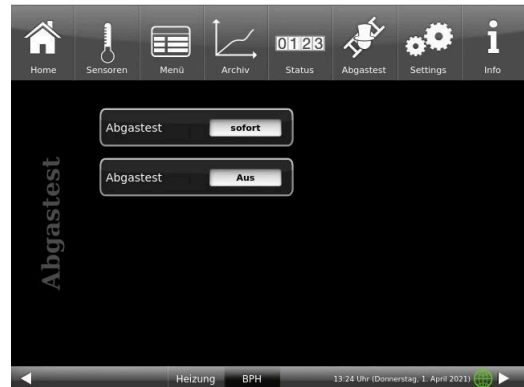 0123
Home Sensoren Menü Archiv Status Abgastest Settings Info
Abgastest sofort
Abgastest Aus
Abgastest
Heizung BPH 13:24 Uhr (Donnerstag, 1. April 2021)